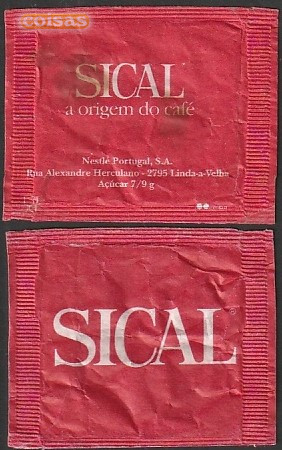 coisas
SICAL
a origem do café
Nestlé Portugal, S.A.
Rua Alexandre Herculano - 2795 Linda-a-Velha
Açúcar 7/9 g
SICAL